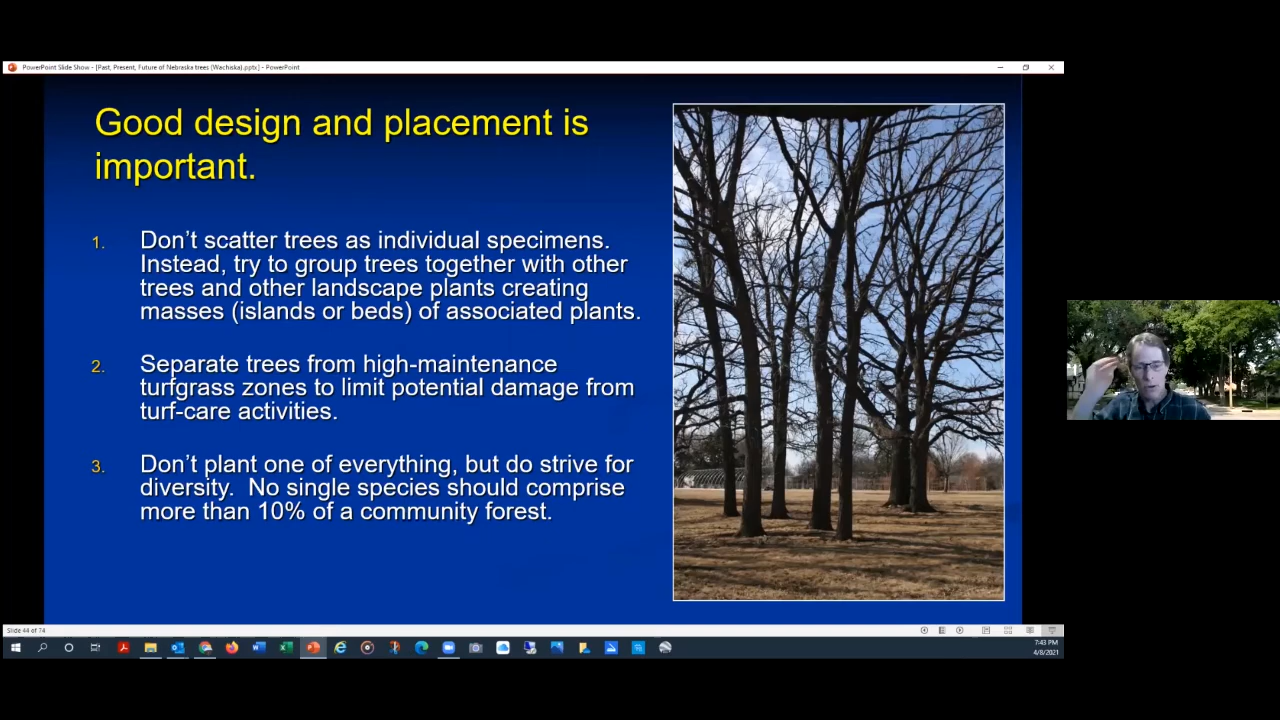 PowerPoint Slide Show - [Past, Present, Future of Nebraska trees (Wachiska).pptx] - PowerPoint
Good design and placement is
important.
1. Don’t scatter trees as individual specimens.
Instead, try to group trees together with other
trees and other landscape plants creating
masses (islands or beds) of associated plants.
2. Separate trees from high-maintenance
turfgrass zones to limit potential damage from
turf-care activities.
3. Don’t plant one of everything, but do strive for
diversity.  No single species should comprise
more than 10% of a community forest.
Slide 44 of 74
7:43 PM
4/8/2021